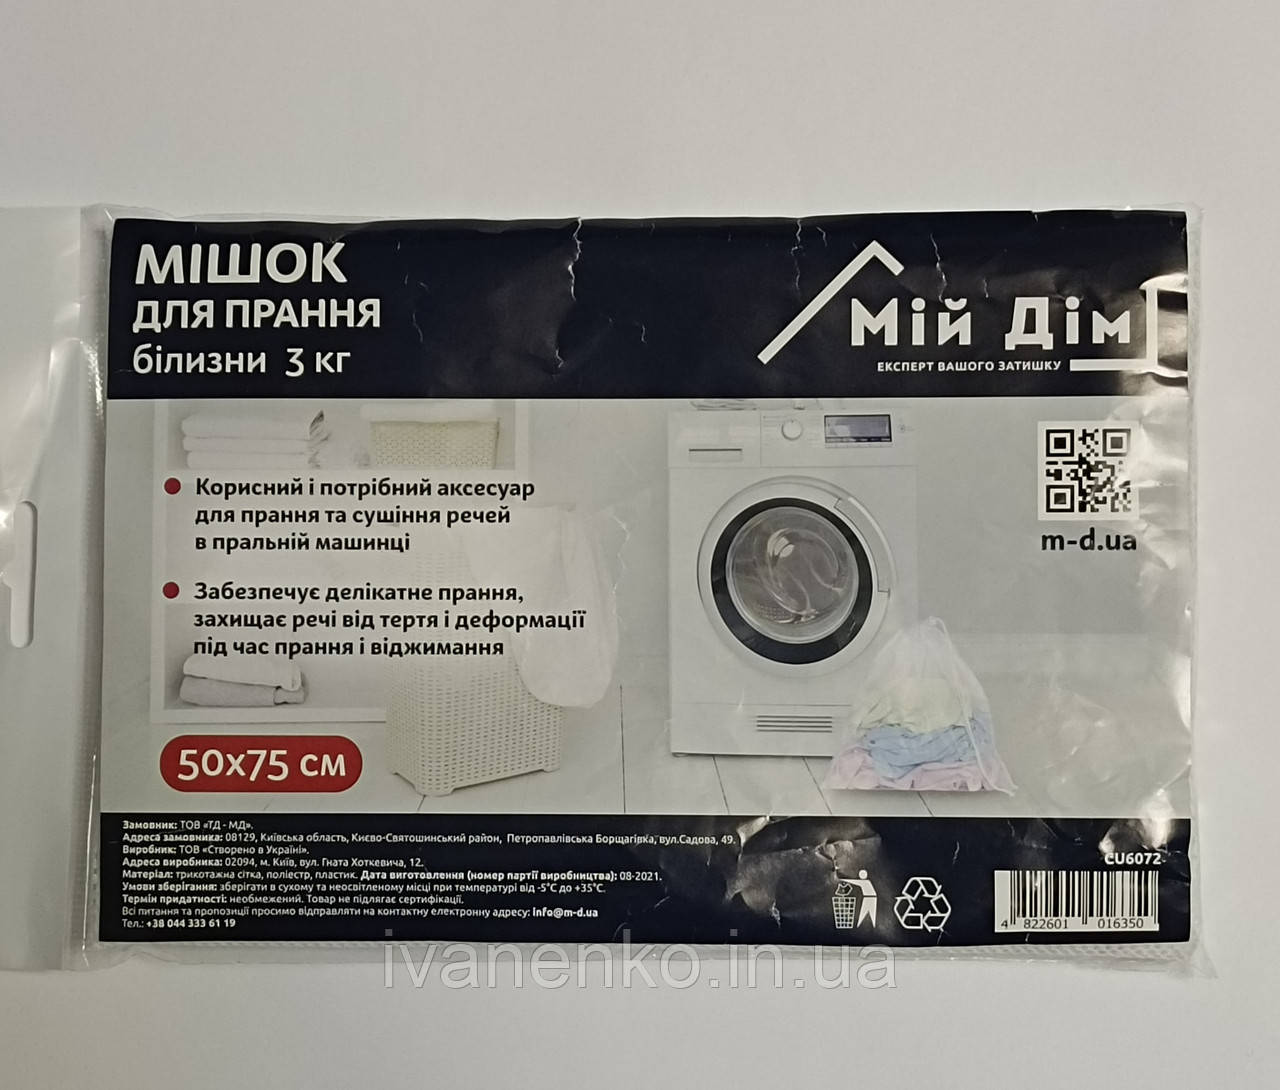 МІШОК
ДЛЯ ПРАННЯ
білизни 3 кг
Мій Дім
ЕКСПЕРТ ВАШОГО ЗАТИШКУ
Корисний і потрібний аксесуар
для прання та сушіння речей
в пральній машинці
Забезпечує делікатне прання,
захищає речі від тертя і деформації
під час прання і віджимання
m-d.ua
50х75 см
Замовник: ТОВ «ТД - МД».
Адреса замовника: 08129, Київська область, Києво-Святошинський район, Петропавлівська Борщагівка, вул.Садова, 49.
Виробник: ТОВ «Створено в Україні».
Адреса виробника: 02094, м. Київ, вул. Гната Хоткевича, 12.
Матеріал: трикотажна сітка, поліестр, пластик. Дата виготовлення (номер партії виробництва): 08-2021.
Умови зберігання: зберігати в сухому та неосвітленому місці при температурі від -5°С до +35°С.
Термін придатності: необмежений. Товар не підлягає сертифікації.
Всі питання та пропозиції просимо відправляти на контактну електронну адресу: info@m-d.ua
Тел.: +38 044 333 61 19
CU6072
4 822601 016350
ivanenko.in.ua